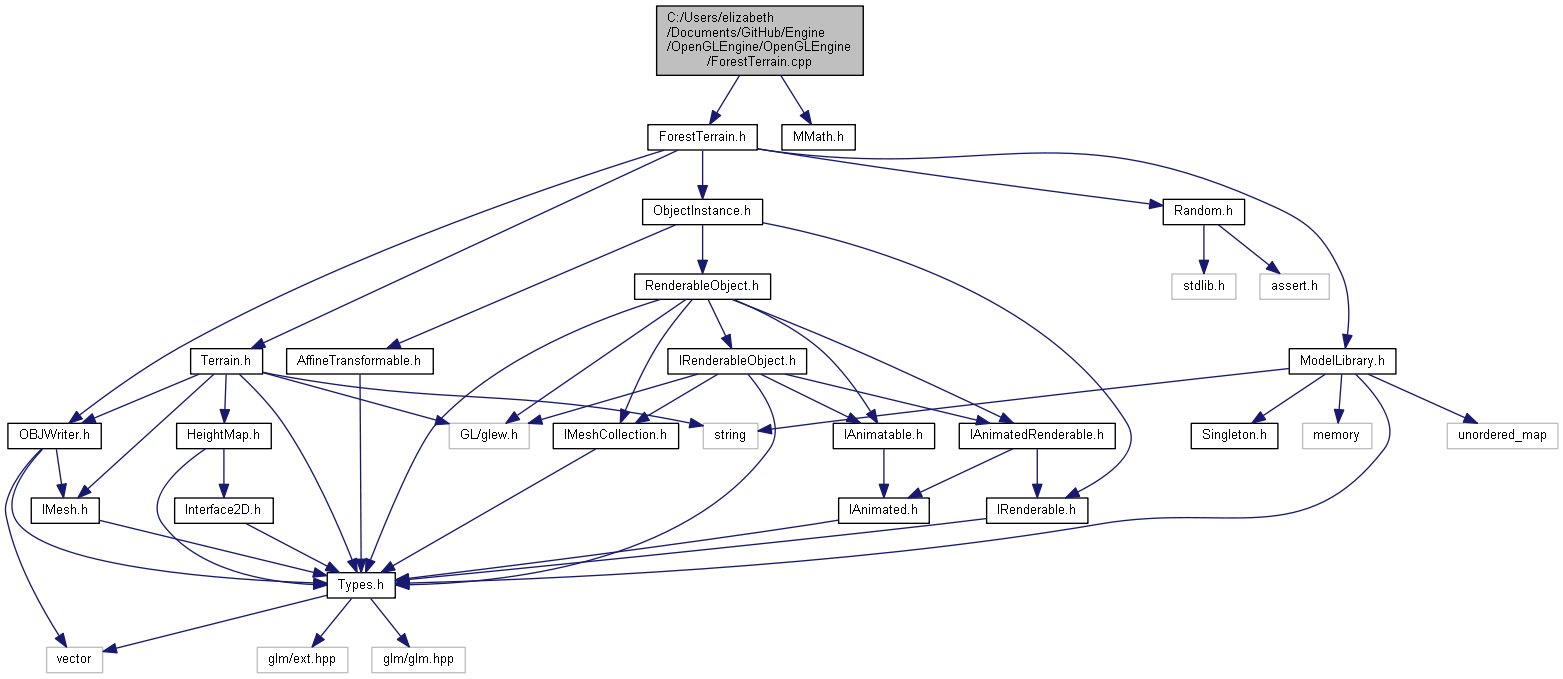 C:/Users/elizabeth
/Documents/GitHub/Engine
/OpenGLEngine/OpenGLEngine
/ForestTerrain.cpp
ForestTerrain.h
MMath.h
ObjectInstance.h
Random.h
RenderableObject.h
stdlib.h
assert.h
Terrain.h
AffineTransformable.h
IRenderableObject.h
ModelLibrary.h
OBJWriter.h
HeightMap.h
GL/glew.h
IMeshCollection.h
string
IAnimatable.h
IAnimatedRenderable.h
Singleton.h
memory
unordered_map
IMesh.h
Interface2D.h
IAnimated.h
IRenderable.h
Types.h
vector
glm/ext.hpp
glm/glm.hpp